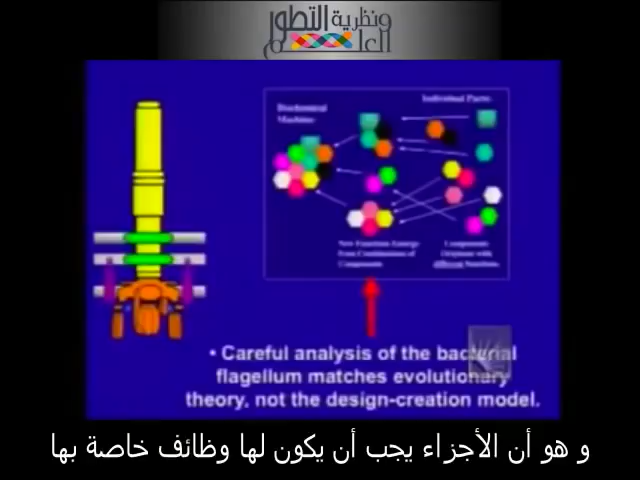 ونظرية التطور
العلم
Individual Parts:
Biochemical
Machine:
New Functions Emerge
From Combinations of
Components
Components
Originate with
different functions.
• Careful analysis of the bacterial
flagellum matches evolutionary
theory, not the design-creation model.
و هو أن الأجزاء يجب أن يكون لها وظائف خاصة بها